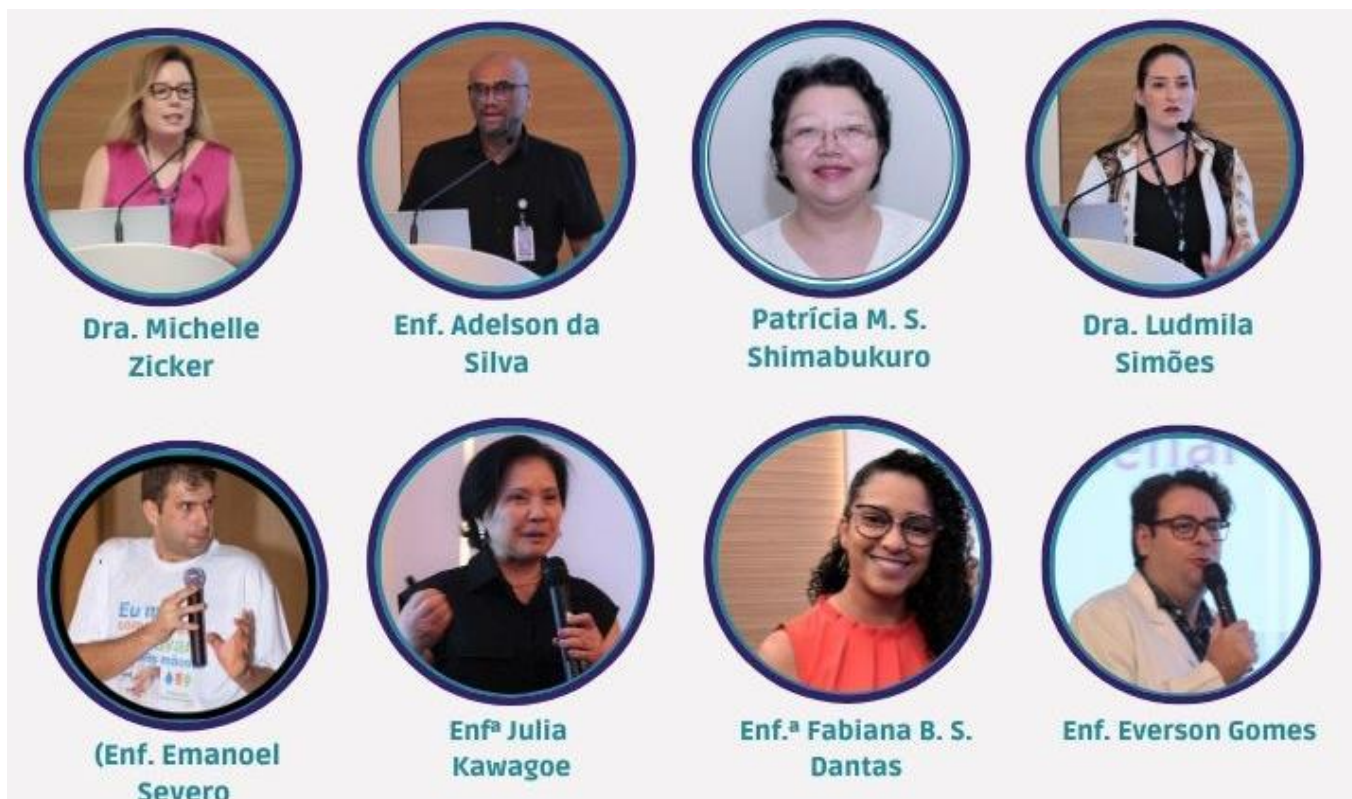 Dra. Michelle
Zicker
Enf. Adelson da
Silva
Patrícia M. S.
Shimabukuro
Dra. Ludmila
Simões
Eu
(Enf. Emanoel
Severo
Enfª Julia
Kawagoe
Enf.ª Fabiana B. S.
Dantas
Enf. Everson Gomes